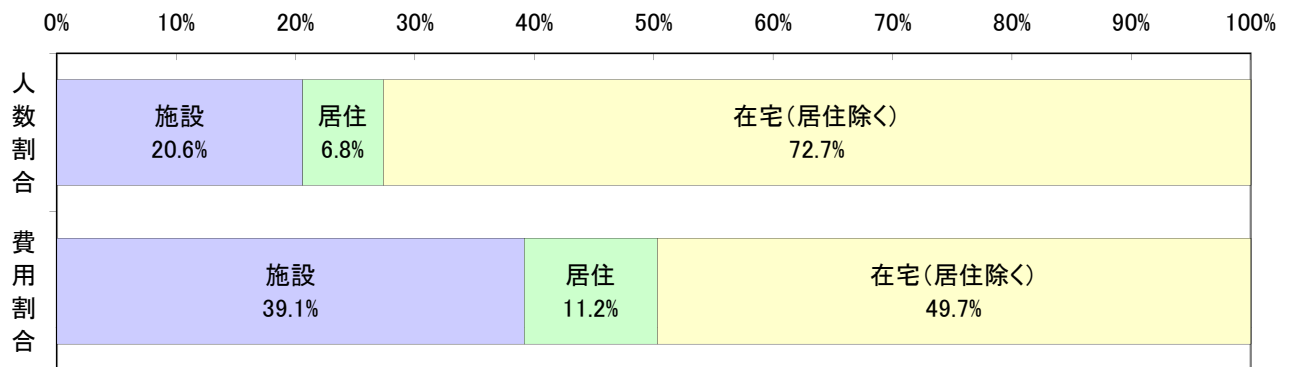 0% 10% 20% 30% 40% 50% 60% 70% 80% 90% 100%
人数割合
施設 居住 在宅(居住除く)
20.6% 6.8% 72.7%
費用割合
施設 居住 在宅(居住除く)
39.1% 11.2% 49.7%